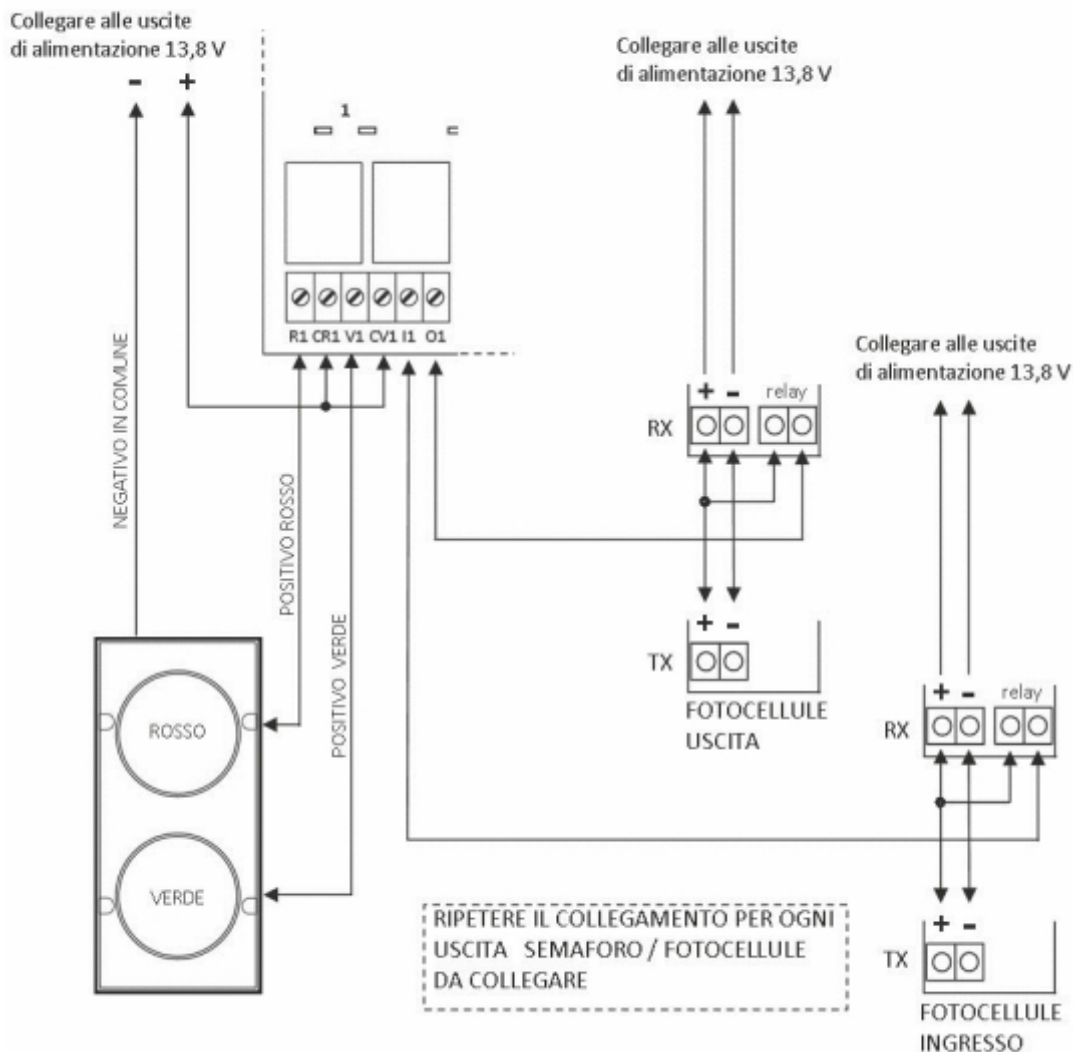 Collegare alle uscite
di alimentazione 13,8 V
- +
1
R1 CR1 V1 CV1 I1 O1
NEGATIVO IN COMUNE
POSITIVO ROSSO
POSITIVO VERDE
ROSSO
VERDE
Collegare alle uscite
di alimentazione 13,8 V
+ - relay
RX
+ -
TX
FOTOCELLULE
USCITA
Collegare alle uscite
di alimentazione 13,8 V
+ - relay
RX
+ -
TX
FOTOCELLULE
INGRESSO
RIPETERE IL COLLEGAMENTO PER OGNI
USCITA SEMAFORO / FOTOCELLULE
DA COLLEGARE